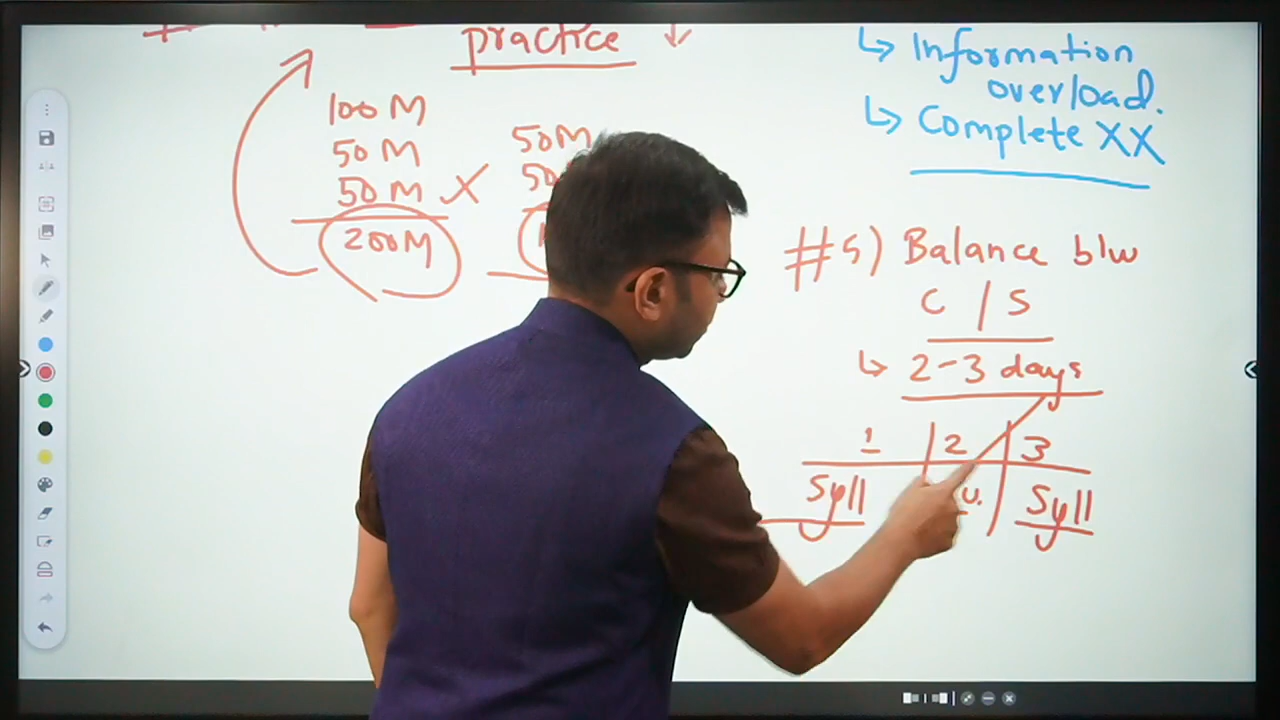 practice ↓
100 M
50 M
50 M X
200M
50M
↳ Information
overload.
↳ Complete XX
#5) Balance b/w
C | S
↳ 2-3 days
1 | 2 | 3
Syll | | Syll